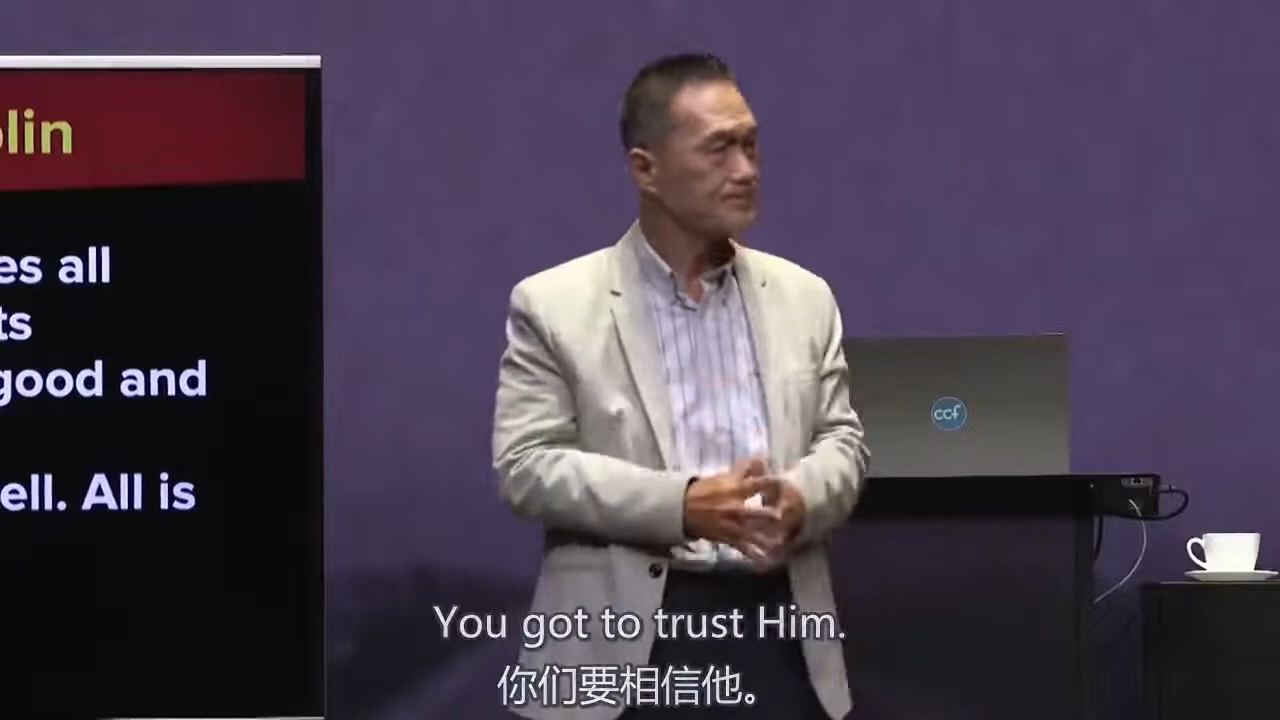 lin
es all
ts
good and
ell. All is
ccf
You got to trust Him.
你们要相信他。